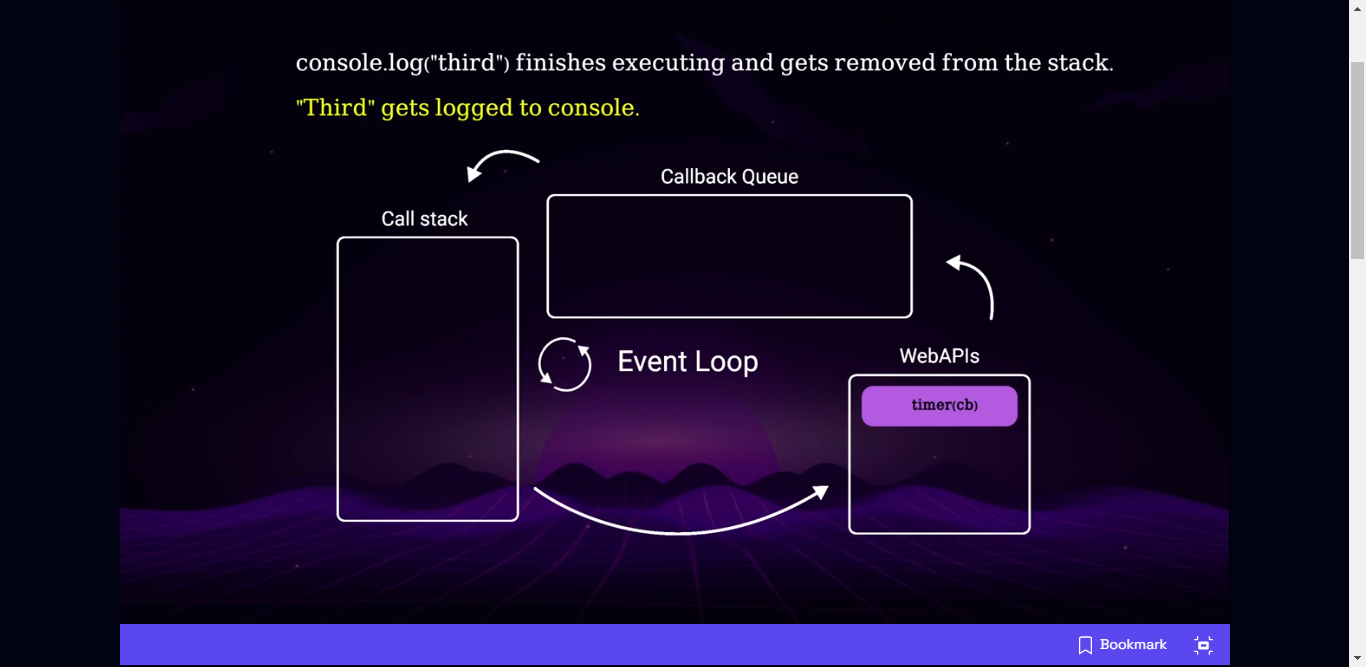 console.log("third") finishes executing and gets removed from the stack.
"Third" gets logged to console.
Callback Queue
Call stack
Event Loop
WebAPIs
timer(cb)
Bookmark